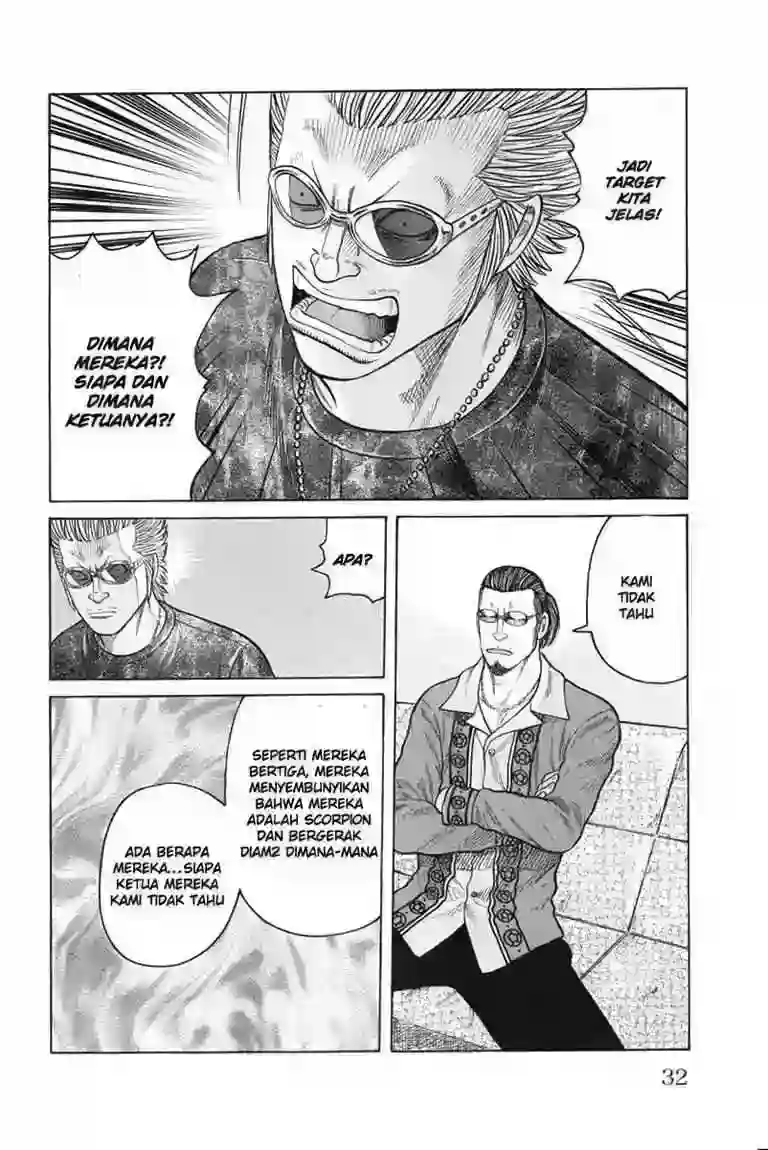 JADI
TARGET
KITA
JELAS!
DIMANA
MEREKA?!
SIAPA DAN
DIMANA
KETUANYA?!
KAMI
TIDAK
TAHU
APA?
SEPERTI MEREKA
BERTIGA, MEREKA
MENYEMBUNYIKAN
BAHWA MEREKA
ADALAH SCORPION
DAN BERGERAK
DIAM2 DIMANA-MANA
ADA BERAPA
MEREKA...SIAPA
KETUA MEREKA
KAMI TIDAK TAHU
32